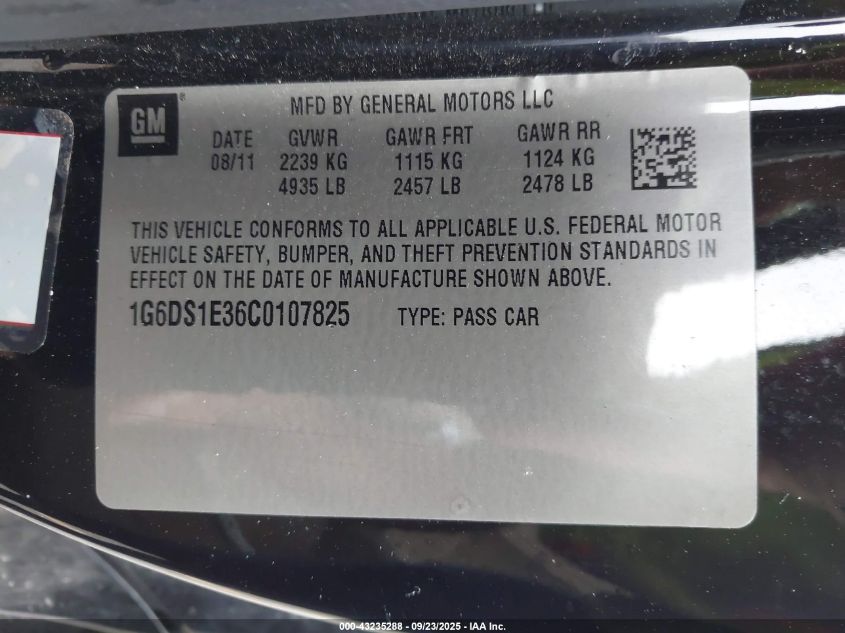 GM®
MFD BY GENERAL MOTORS LLC
DATE GVWR GAWR FRT GAWR RR
08/11 2239 KG 1115 KG 1124 KG
4935 LB 2457 LB 2478 LB
THIS VEHICLE CONFORMS TO ALL APPLICABLE U.S. FEDERAL MOTOR
VEHICLE SAFETY, BUMPER, AND THEFT PREVENTION STANDARDS IN
EFFECT ON THE DATE OF MANUFACTURE SHOWN ABOVE.
1G6DS1E36C0107825 TYPE: PASS CAR
000-43235288 - 09/23/2025 - IAA Inc.